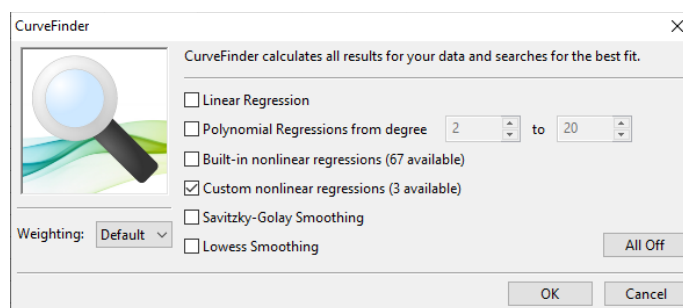 CurveFinder
CurveFinder calculates all results for your data and searches for the best fit.
Linear Regression
Polynomial Regressions from degree 2 to 20
Built-in nonlinear regressions (67 available)
Custom nonlinear regressions (3 available)
Savitzky-Golay Smoothing
Weighting: Default
Lowess Smoothing
All Off
OK Cancel